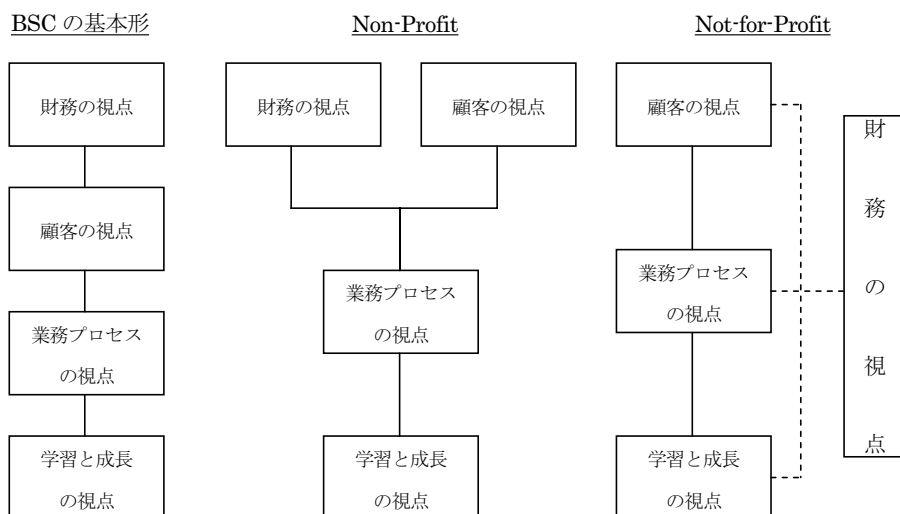 BSC の基本形
財務の視点
顧客の視点
業務プロセス
の視点
学習と成長
の視点
Non-Profit
財務の視点
顧客の視点
業務プロセス
の視点
学習と成長
の視点
Not-for-Profit
顧客の視点
業務プロセス
の視点
学習と成長
の視点
財務の視点